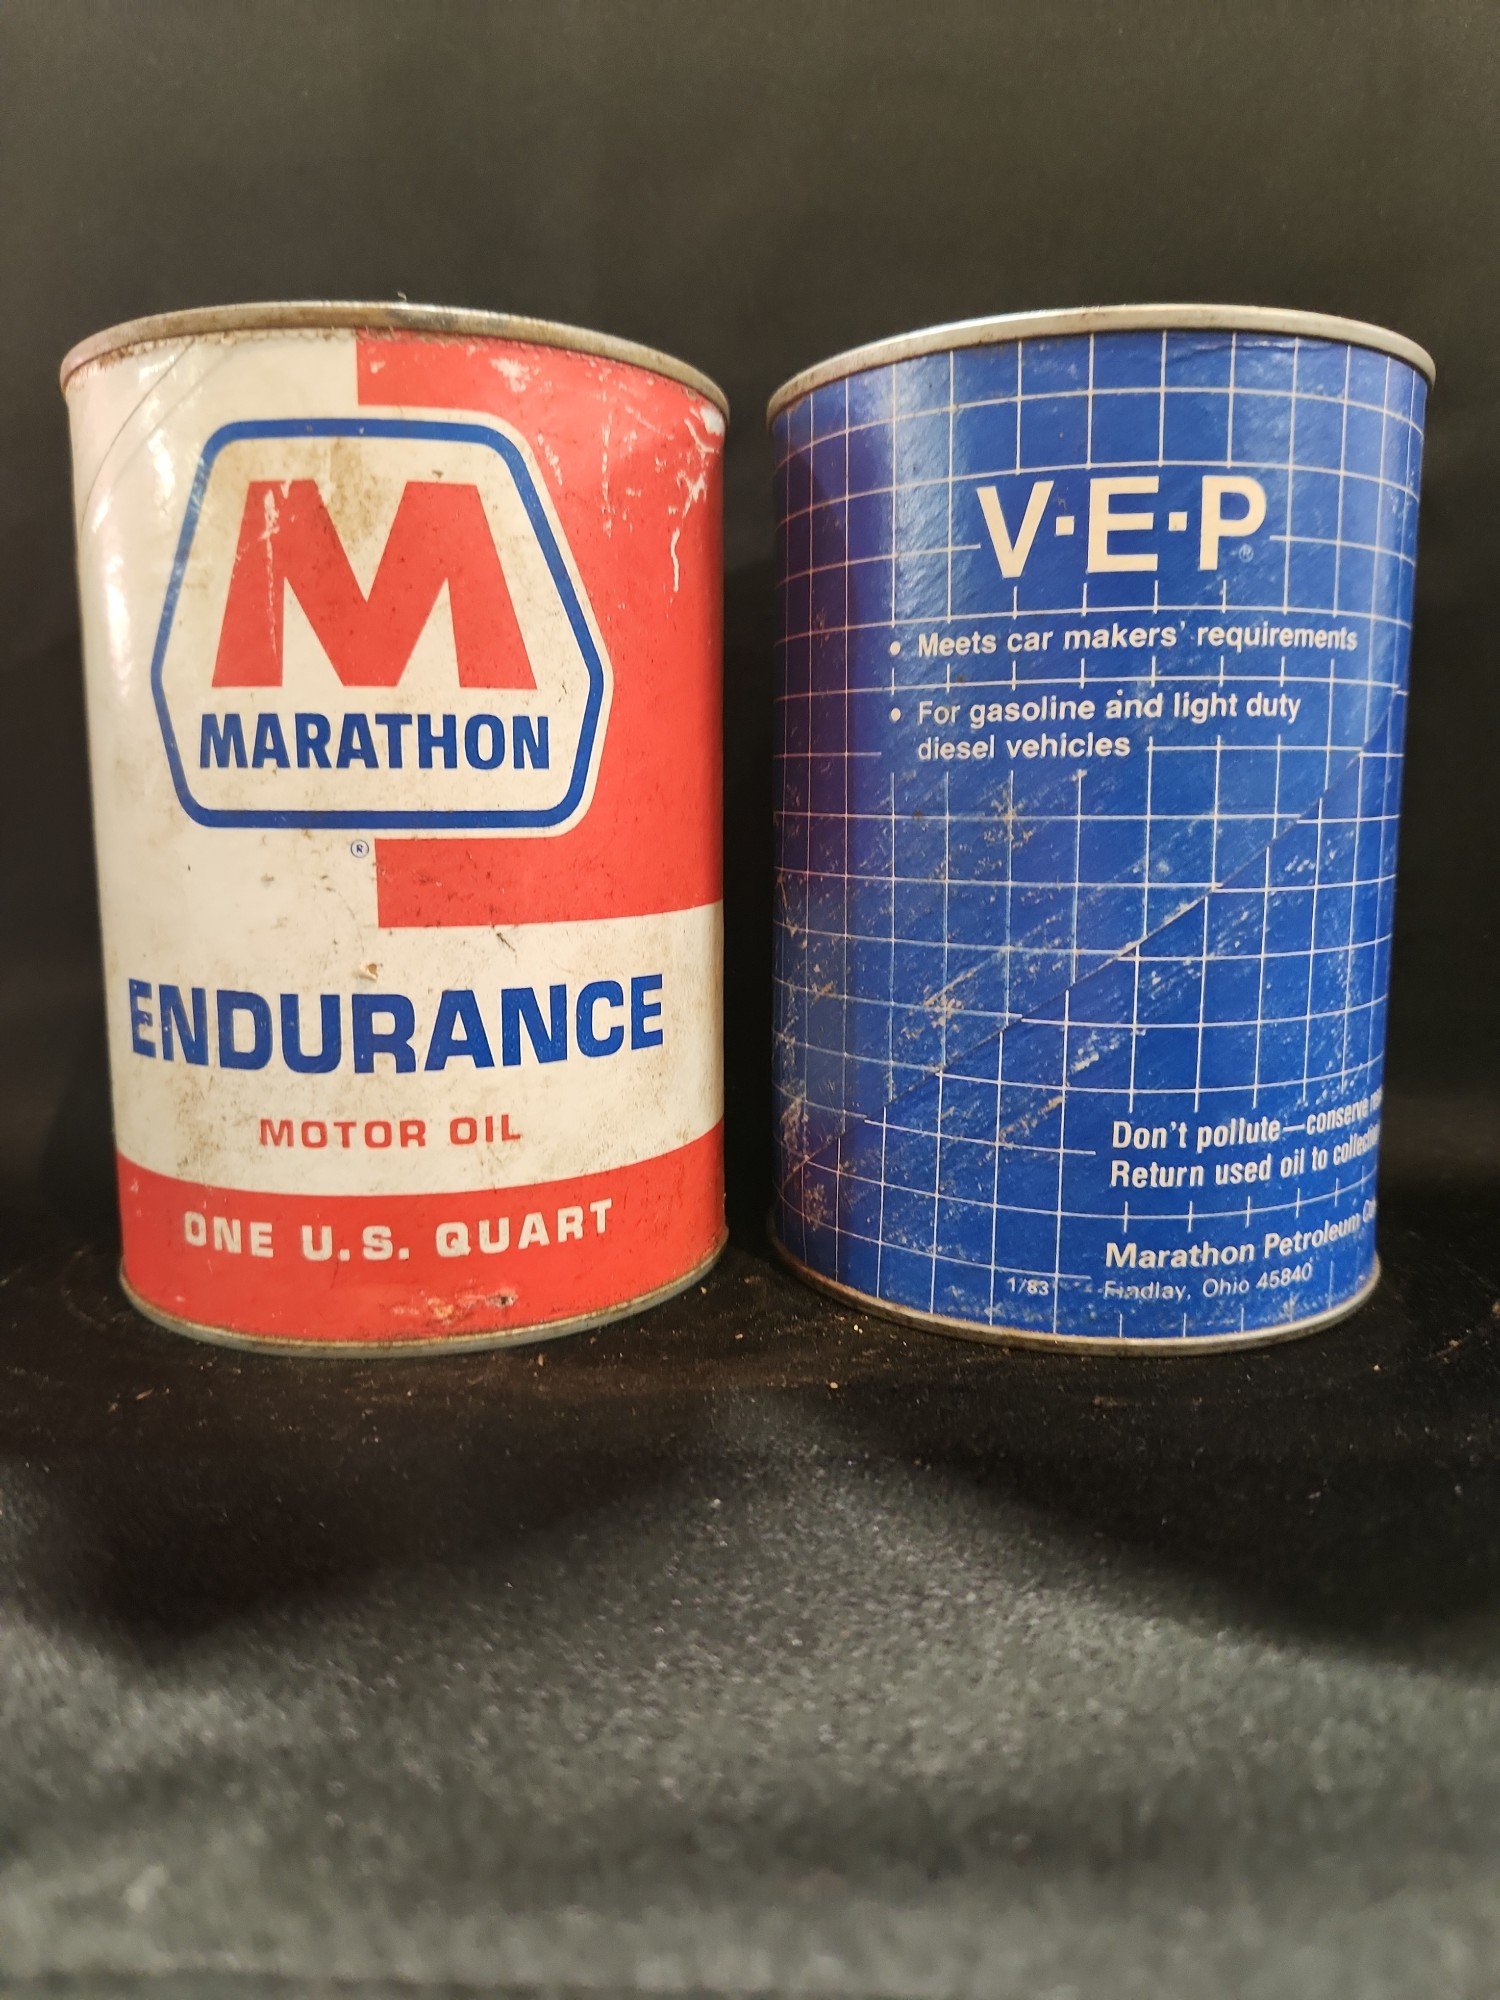 M
MARATHON
®
ENDURANCE
MOTOR OIL
ONE U.S. QUART
V·E·P®
• Meets car makers' requirements
• For gasoline and light duty
diesel vehicles
Don't pollute—conserve
Return used oil to
Marathon Petroleum
1/83 Findlay, Ohio 45840